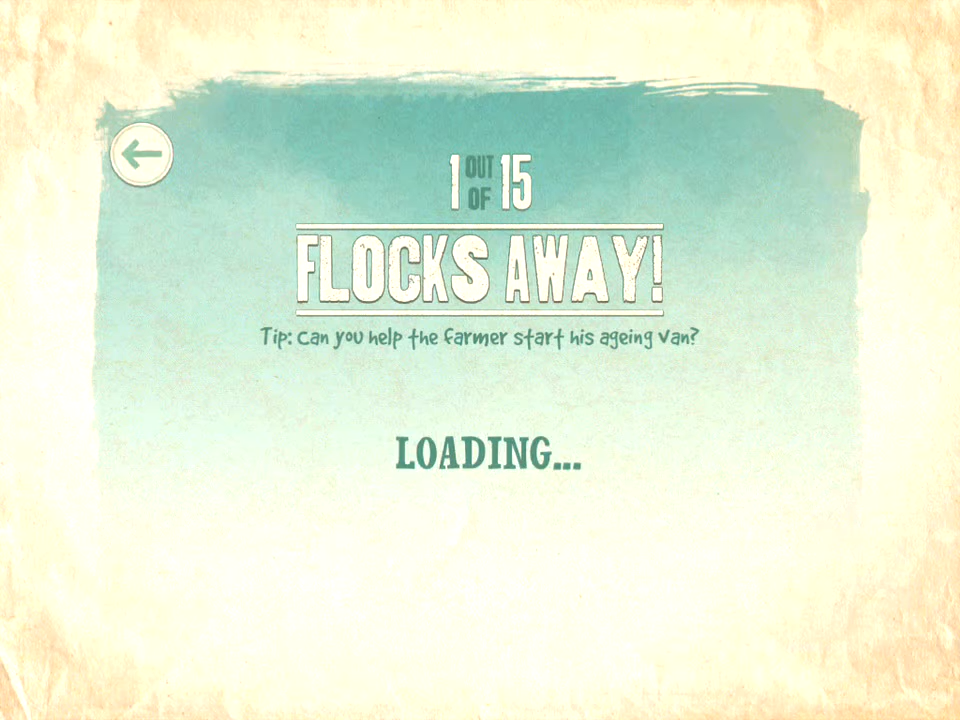 1 OUT OF 15
FLOCKS AWAY!
Tip: Can you help the farmer start his ageing van?
LOADING...